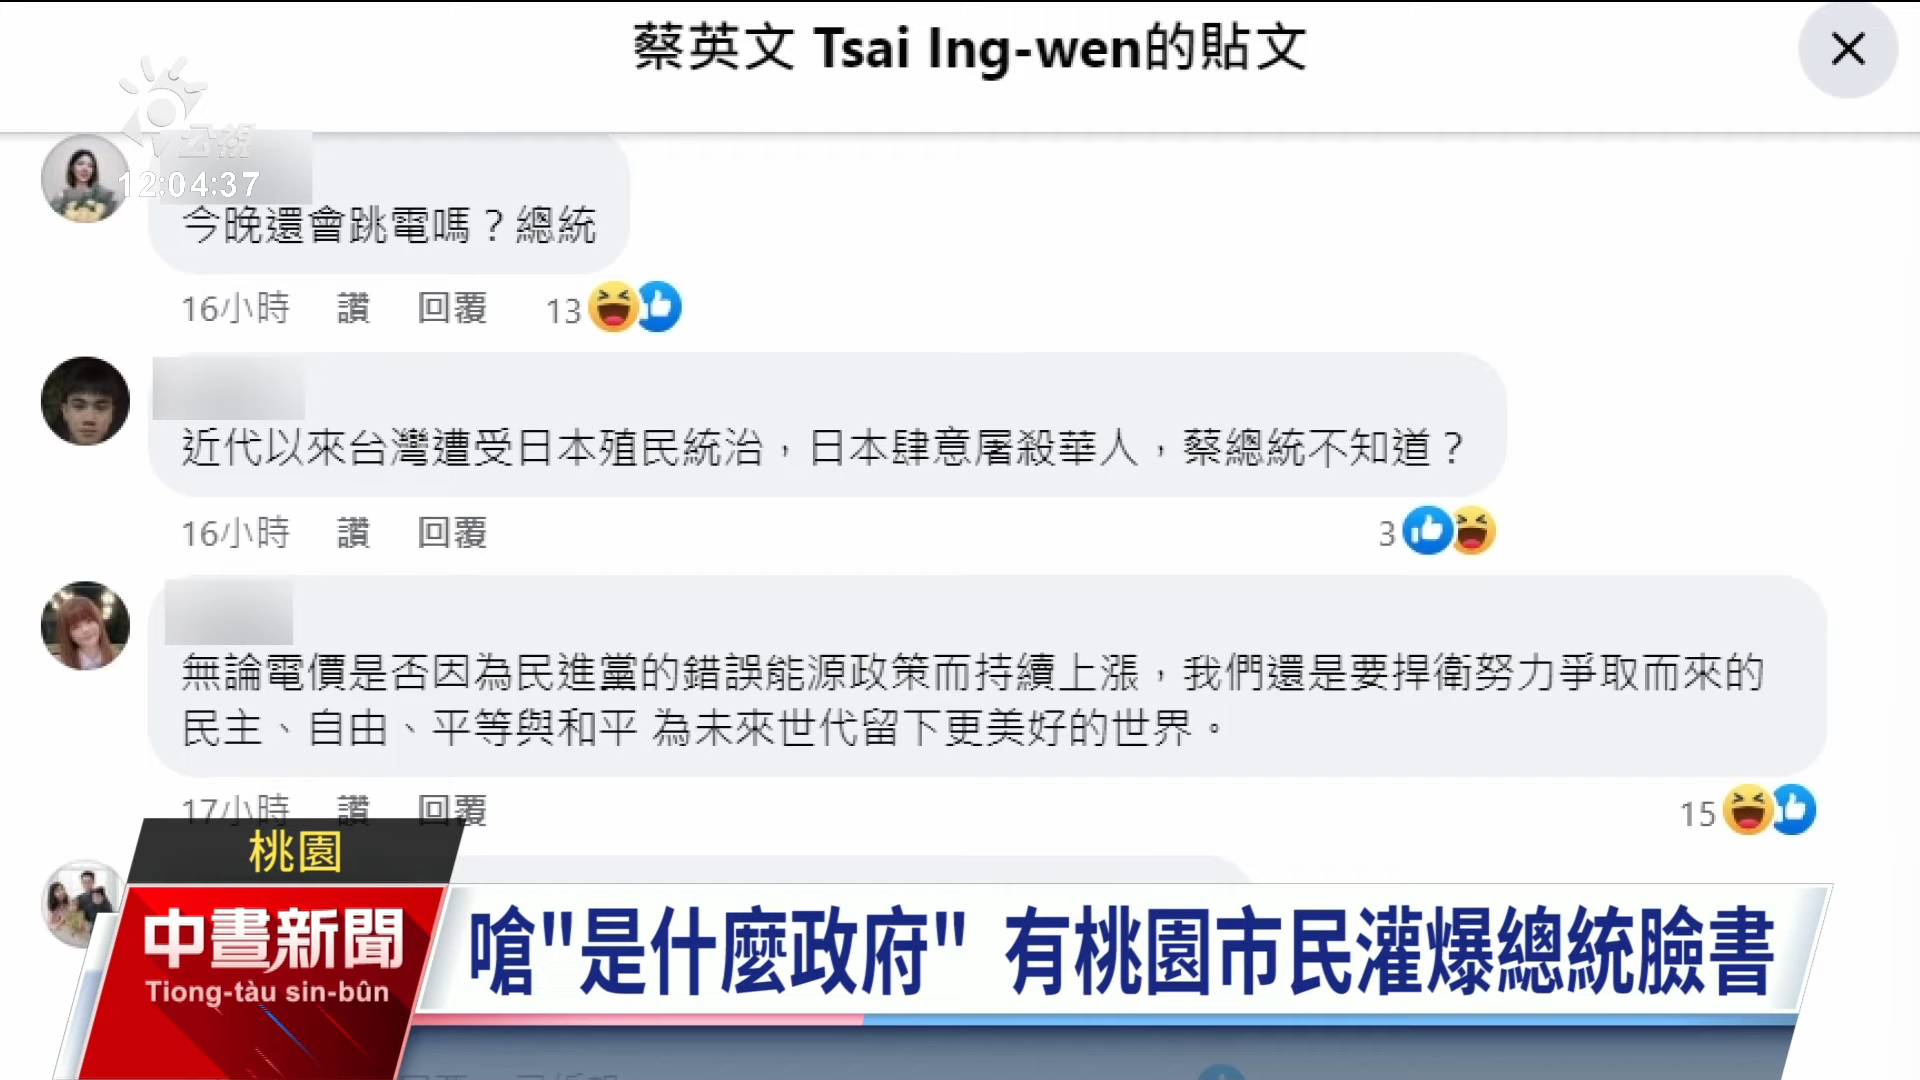 蔡英文 Tsai Ing-wen的貼文
公視
12:04:37
今晚還會跳電嗎？總統
16小時 讚 回覆 13
近代以來台灣遭受日本殖民統治，日本肆意屠殺華人，蔡總統不知道？
16小時 讚 回覆 3
無論電價是否因為民進黨的錯誤能源政策而持續上漲，我們還是要捍衛努力爭取而來的
民主、自由、平等與和平 為未來世代留下更美好的世界。
17小時 讚 回覆 15
桃園
中晝新聞
Tiong-tàu sin-bûn
嗆"是什麼政府" 有桃園市民灌爆總統臉書